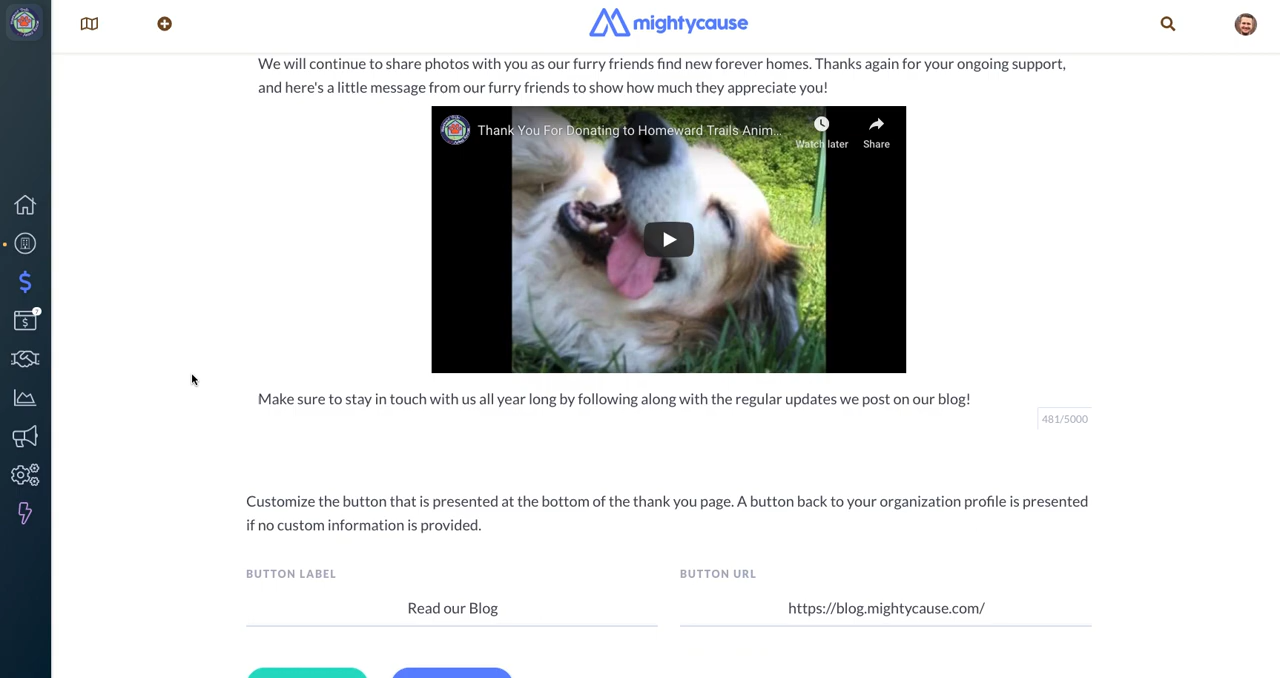 mightycause
We will continue to share photos with you as our furry friends find new forever homes. Thanks again for your ongoing support,
and here's a little message from our furry friends to show how much they appreciate you!
Thank You For Donating to Homeward Trails Anim...
Watch later
Share
Make sure to stay in touch with us all year long by following along with the regular updates we post on our blog!
481/5000
Customize the button that is presented at the bottom of the thank you page. A button back to your organization profile is presented
if no custom information is provided.
BUTTON LABEL
BUTTON URL
Read our Blog
https://blog.mightycause.com/